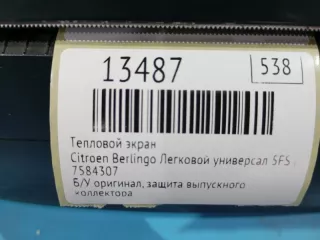 13487
538
Тепловой экран
Citroen Berlingo Легковой универсал 5FS
7584307
Б/У оригинал, защита выпускного
коллектора